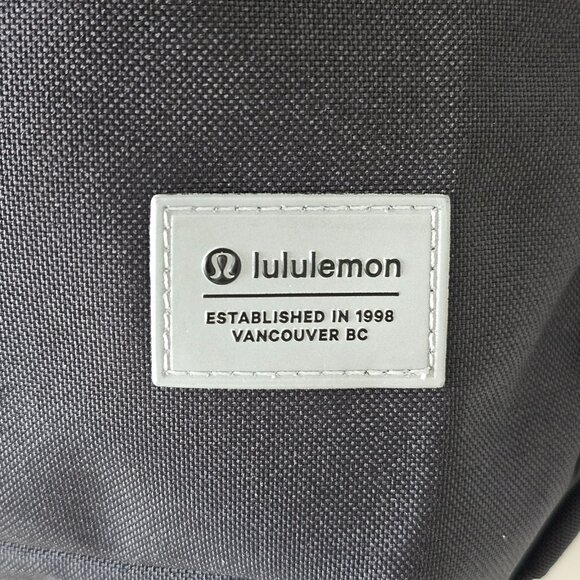 lululemon
ESTABLISHED IN 1998
VANCOUVER BC